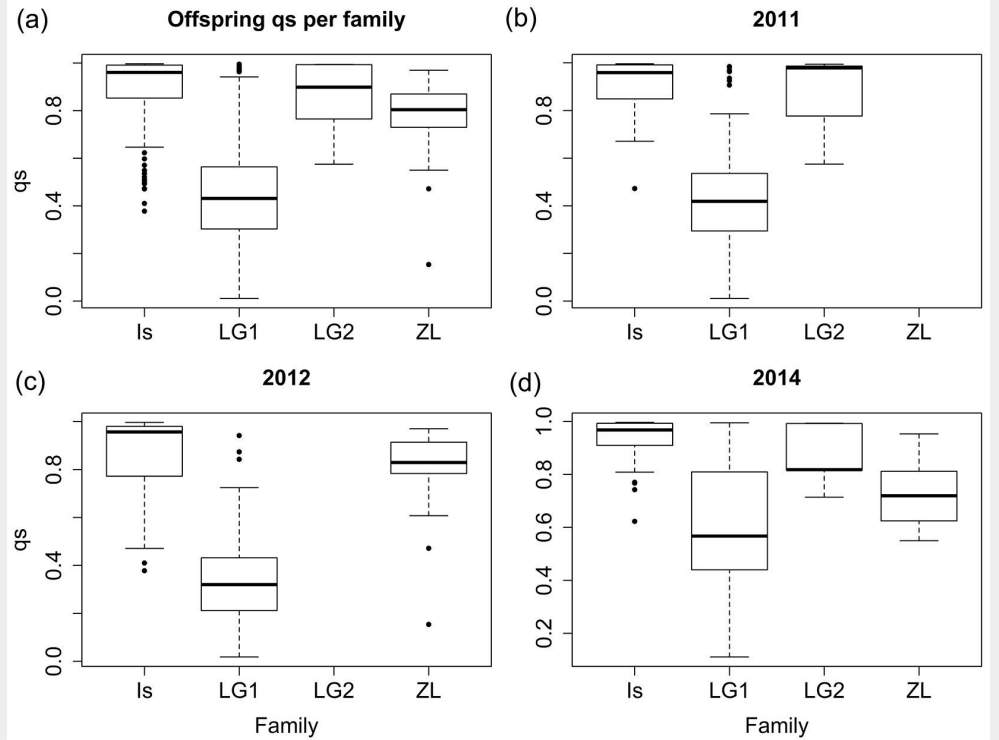 (a) Offspring qs per family
qs
0.8
0.4
0.0
Is LG1 LG2 ZL
(b) 2011
0.8
0.4
0.0
Is LG1 LG2 ZL
(c) 2012
qs
0.8
0.4
0.0
Is LG1 LG2 ZL
Family
(d) 2014
1.0
0.8
0.6
0.4
0.2
Is LG1 LG2 ZL
Family